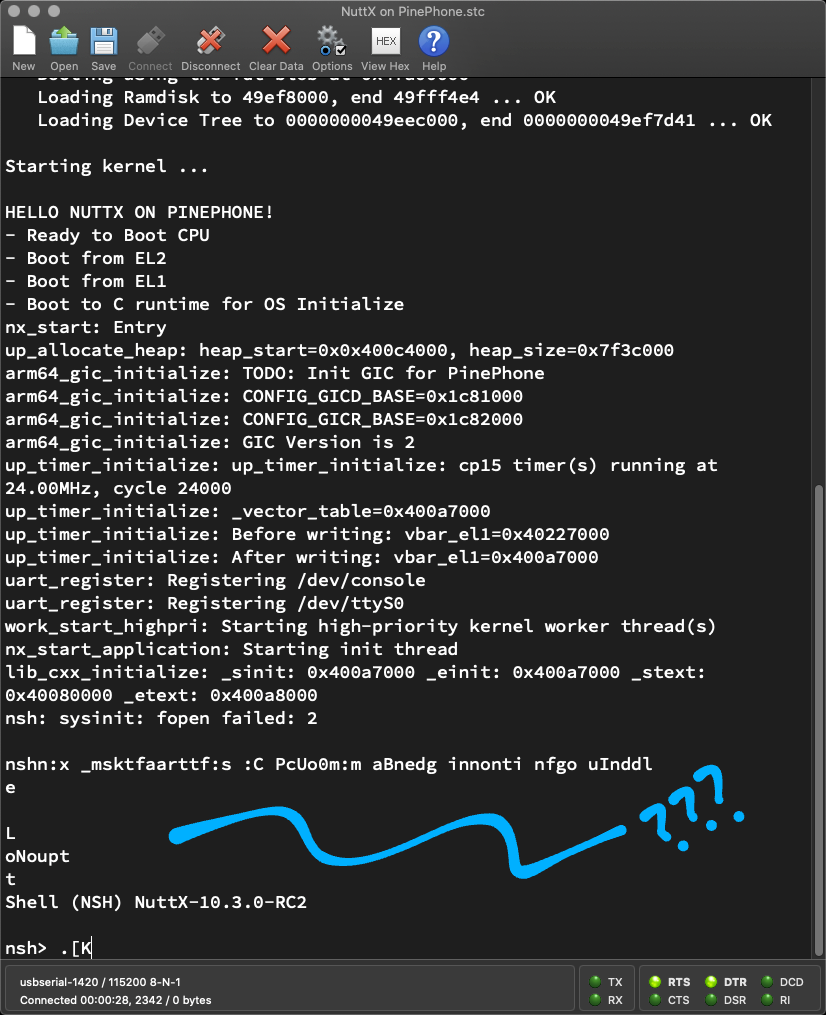 NuttX on PinePhone.stc
New Open Save Connect Disconnect Clear Data Options View Hex Help
HEX
?
Loading Ramdisk to 49ef8000, end 49fff4e4 ... OK
Loading Device Tree to 0000000049eec000, end 0000000049ef7d41 ... OK
Starting kernel ...
HELLO NUTTX ON PINEPHONE!
- Ready to Boot CPU
- Boot from EL2
- Boot from EL1
- Boot to C runtime for OS Initialize
nx_start: Entry
up_allocate_heap: heap_start=0x0x400c4000, heap_size=0x7f3c000
arm64_gic_initialize: TODO: Init GIC for PinePhone
arm64_gic_initialize: CONFIG_GICD_BASE=0x1c81000
arm64_gic_initialize: CONFIG_GICR_BASE=0x1c82000
arm64_gic_initialize: GIC Version is 2
up_timer_initialize: up_timer_initialize: cp15 timer(s) running at
24.00MHz, cycle 24000
up_timer_initialize: _vector_table=0x400a7000
up_timer_initialize: Before writing: vbar_el1=0x40227000
up_timer_initialize: After writing: vbar_el1=0x400a7000
uart_register: Registering /dev/console
uart_register: Registering /dev/ttyS0
work_start_highpri: Starting high-priority kernel worker thread(s)
nx_start_application: Starting init thread
lib_cxx_initialize: _sinit: 0x400a7000 _einit: 0x400a7000 _stext:
0x40080000 _etext: 0x400a8000
nsh: sysinit: fopen failed: 2
nshn:x _msktfaarttf:s :C PcUo0m:m aBnedg innonti nfgo uInddl
e
L
oNoupt
t
Shell (NSH) NuttX-10.3.0-RC2
nsh> .[K
???
usbserial-1420 / 115200 8-N-1
Connected 00:00:28, 2342 / 0 bytes
TX RTS DTR DCD
RX CTS DSR RI